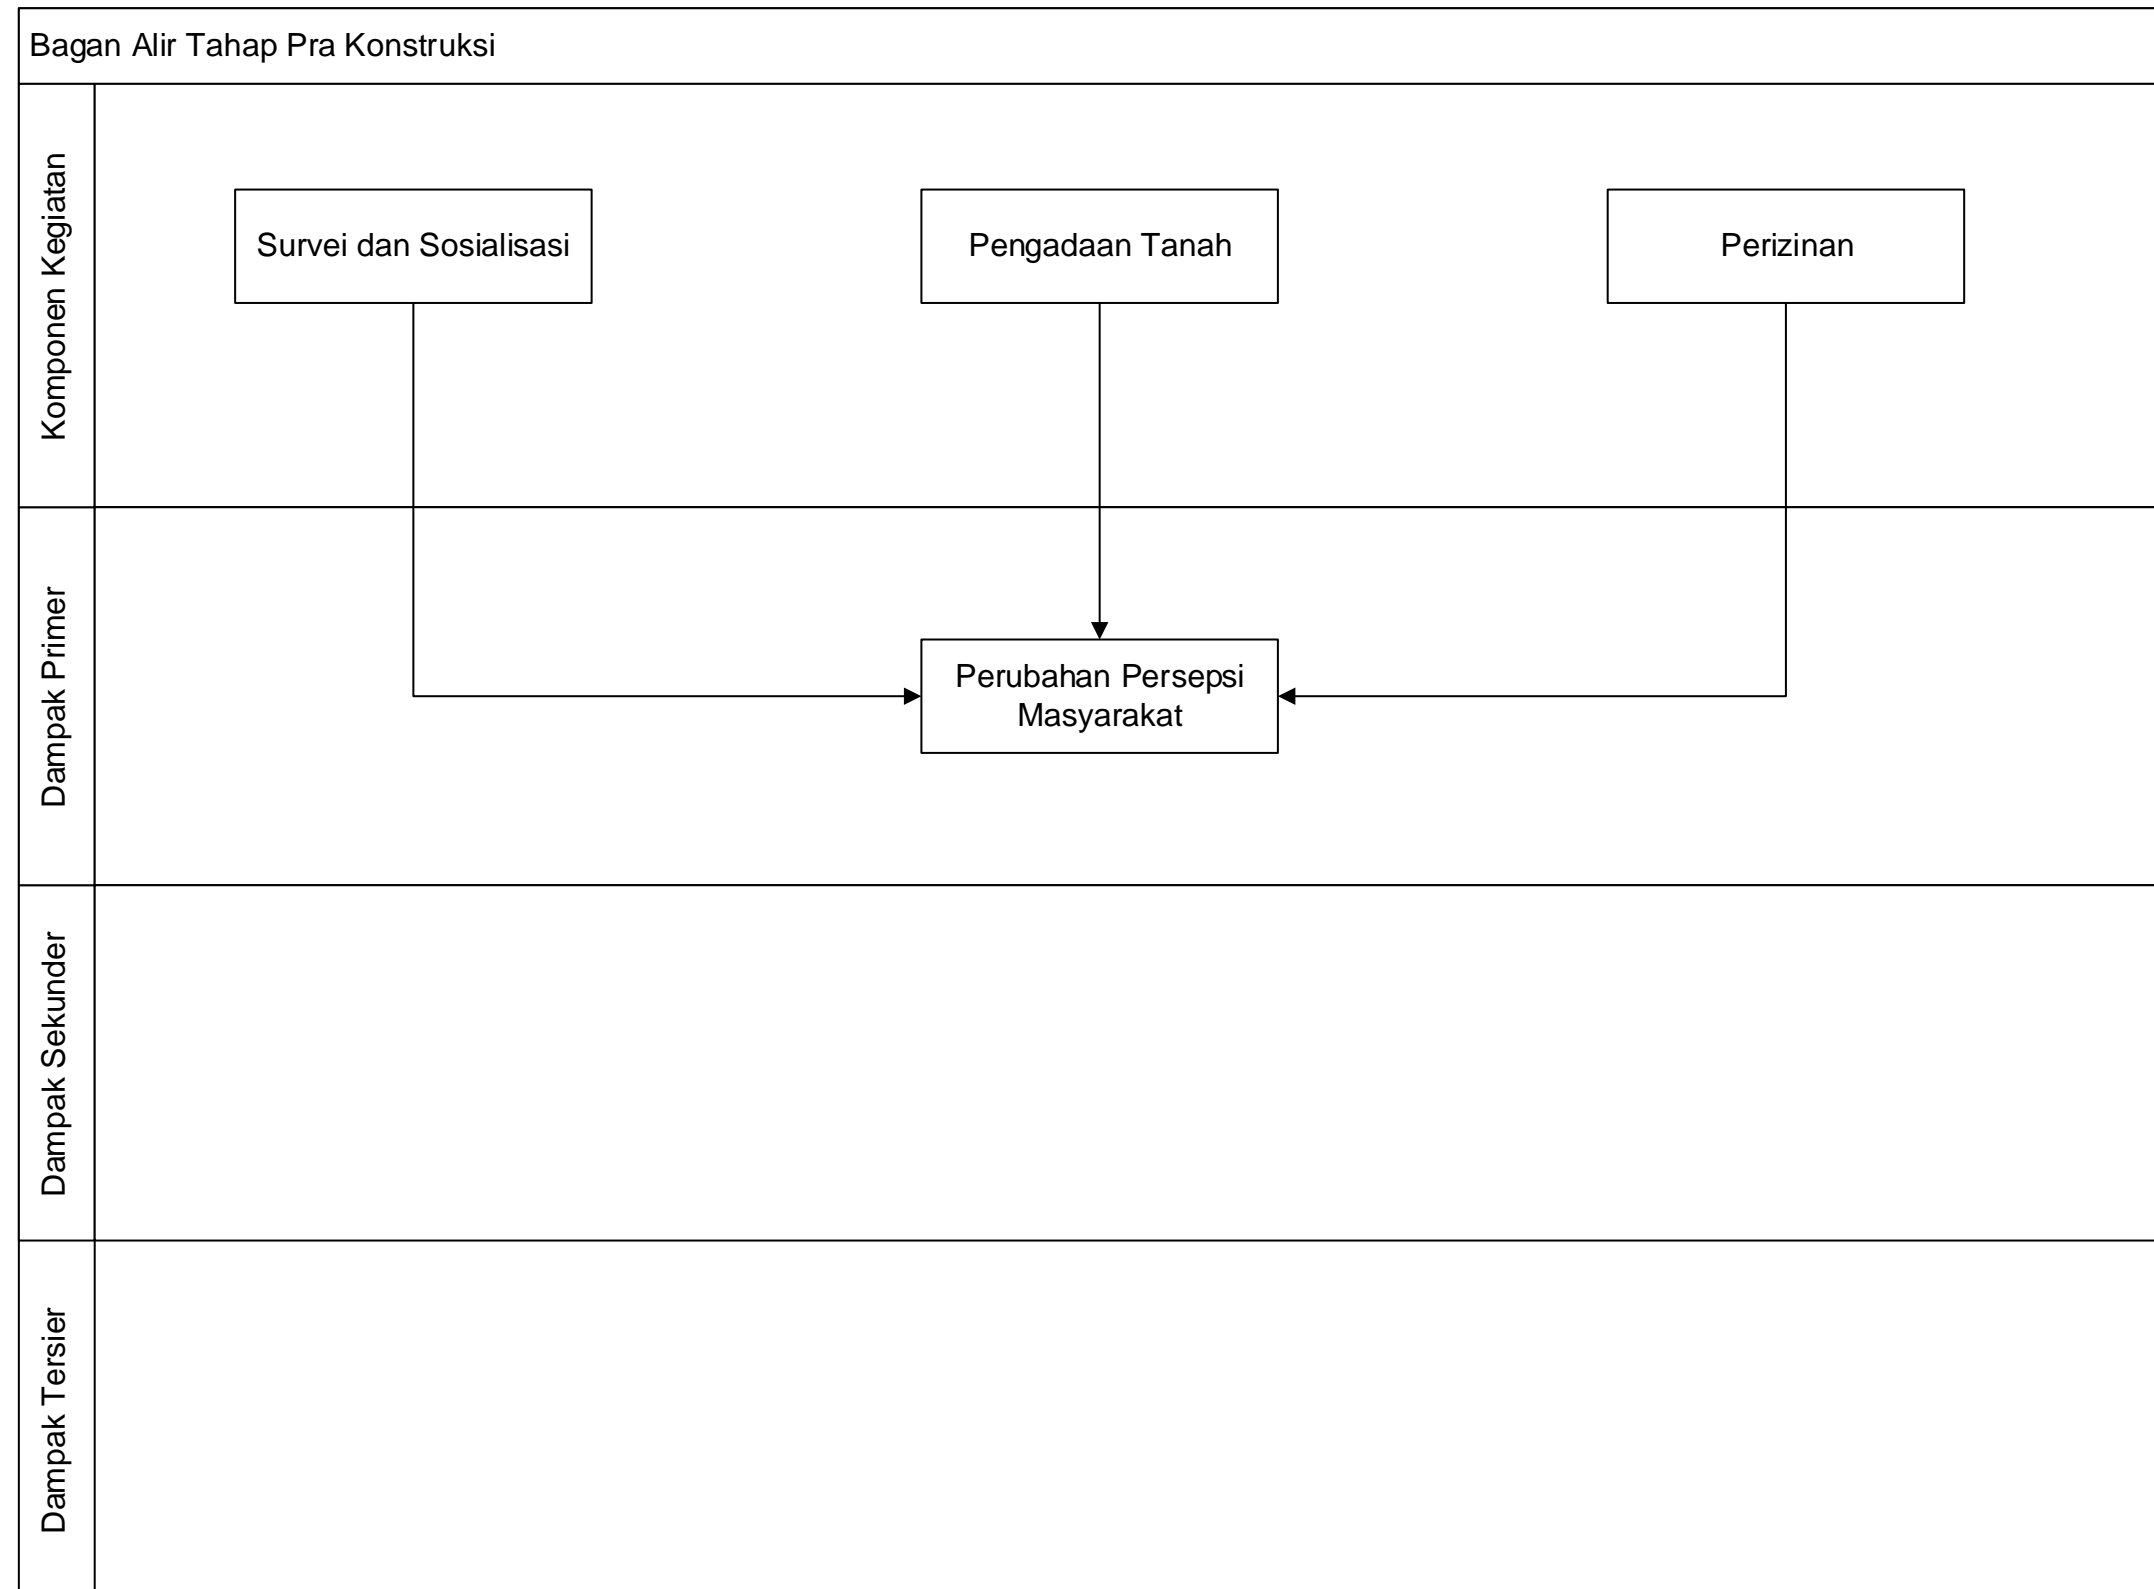 Bagan Alir Tahap Pra Konstruksi
Komponen Kegiatan
Survei dan Sosialisasi
Pengadaan Tanah
Perizinan
Dampak Primer
Perubahan Persepsi
Masyarakat
Dampak Sekunder
Dampak Tersier